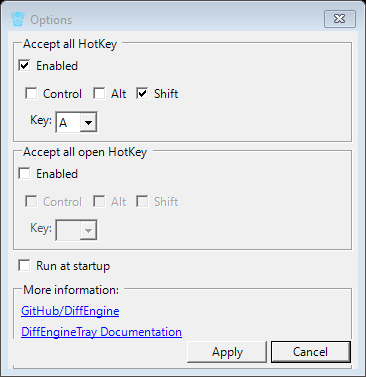 Options
Accept all HotKey
Enabled
Control Alt Shift
Key: A
Accept all open HotKey
Enabled
Control Alt Shift
Key:
Run at startup
More information:
GitHub/DiffEngine
DiffEngineTray Documentation
Apply Cancel